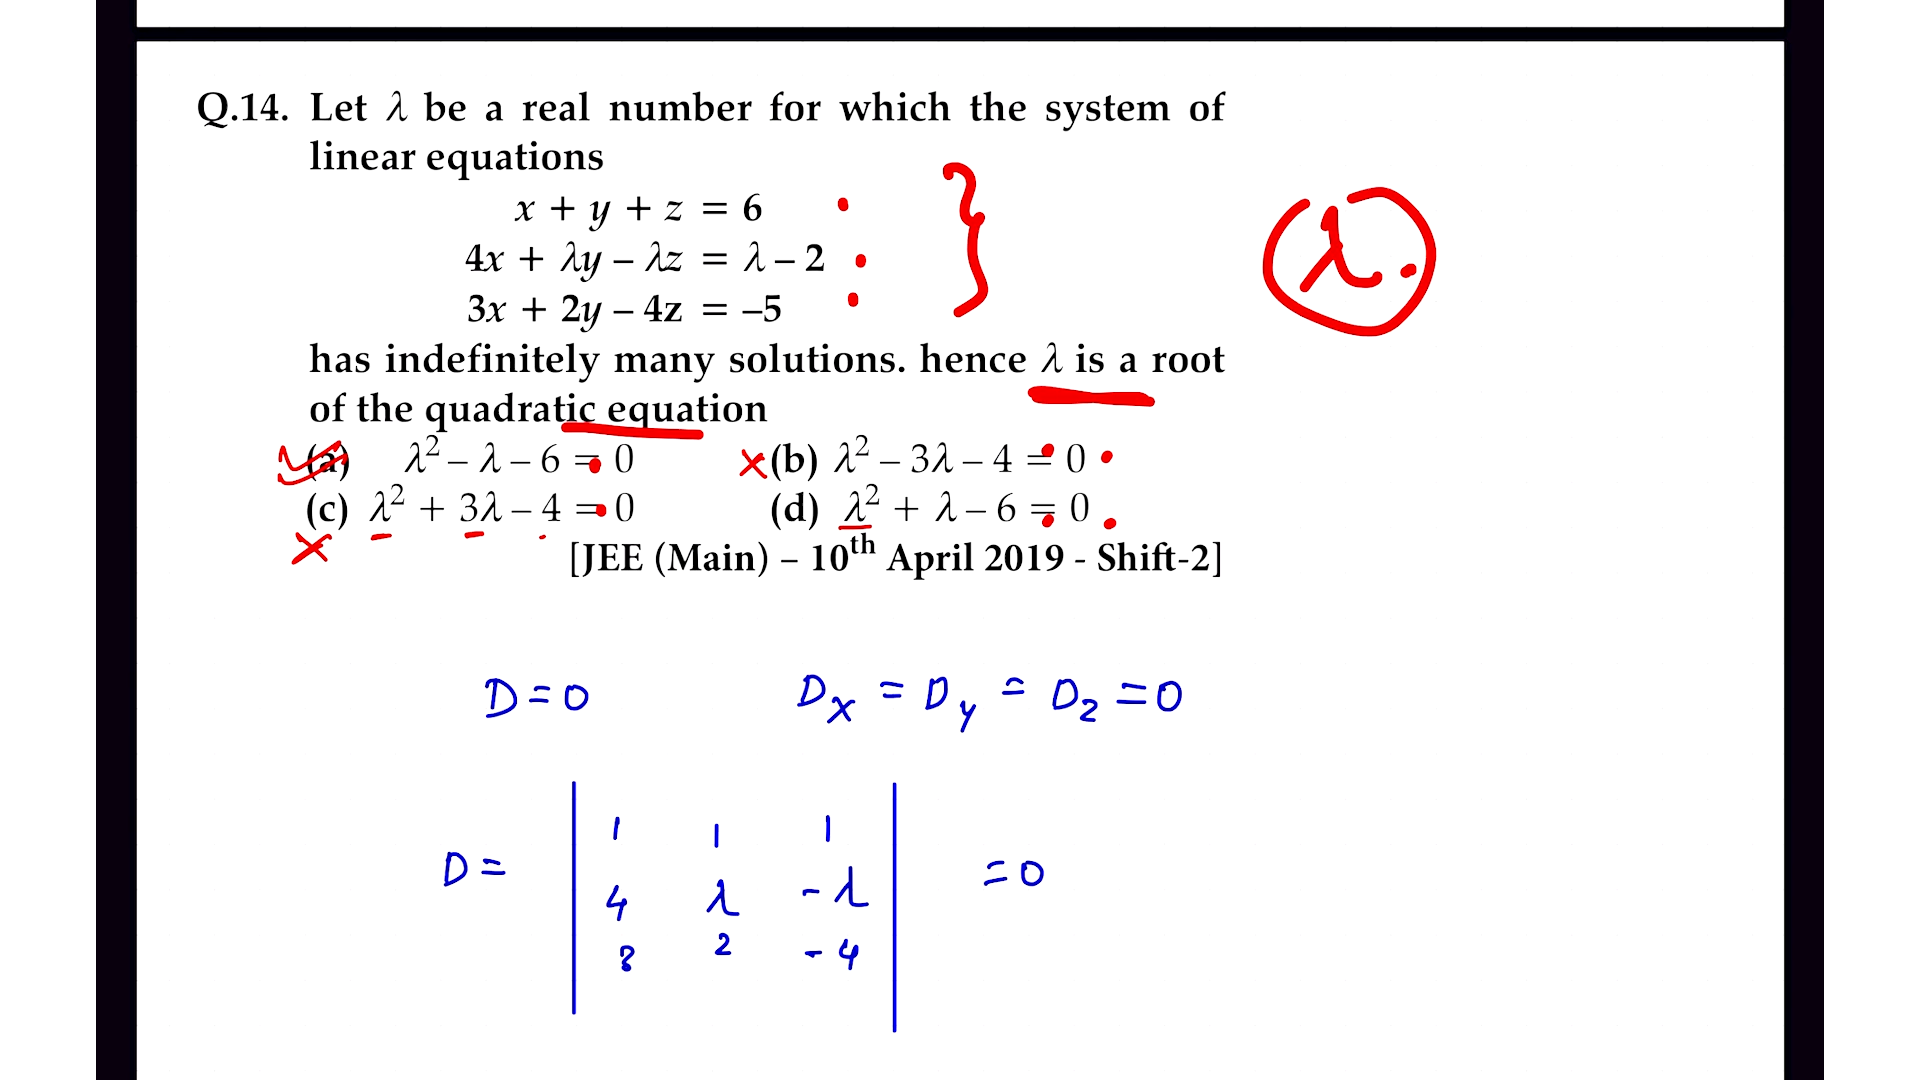 Q.14. Let λ be a real number for which the system of
linear equations
x + y + z = 6
4x + λy – λz = λ – 2
3x + 2y – 4z = –5
λ.
has indefinitely many solutions. hence λ is a root
of the quadratic equation
(a) λ² – λ – 6 = 0 ×(b) λ² – 3λ – 4 = 0
(c) λ² + 3λ – 4 = 0 (d) λ² + λ – 6 = 0
×
[JEE (Main) – 10th April 2019 - Shift-2]
D = 0 Dx = Dy = Dz = 0
1 1 1
D = 4 λ -λ = 0
3 2 -4